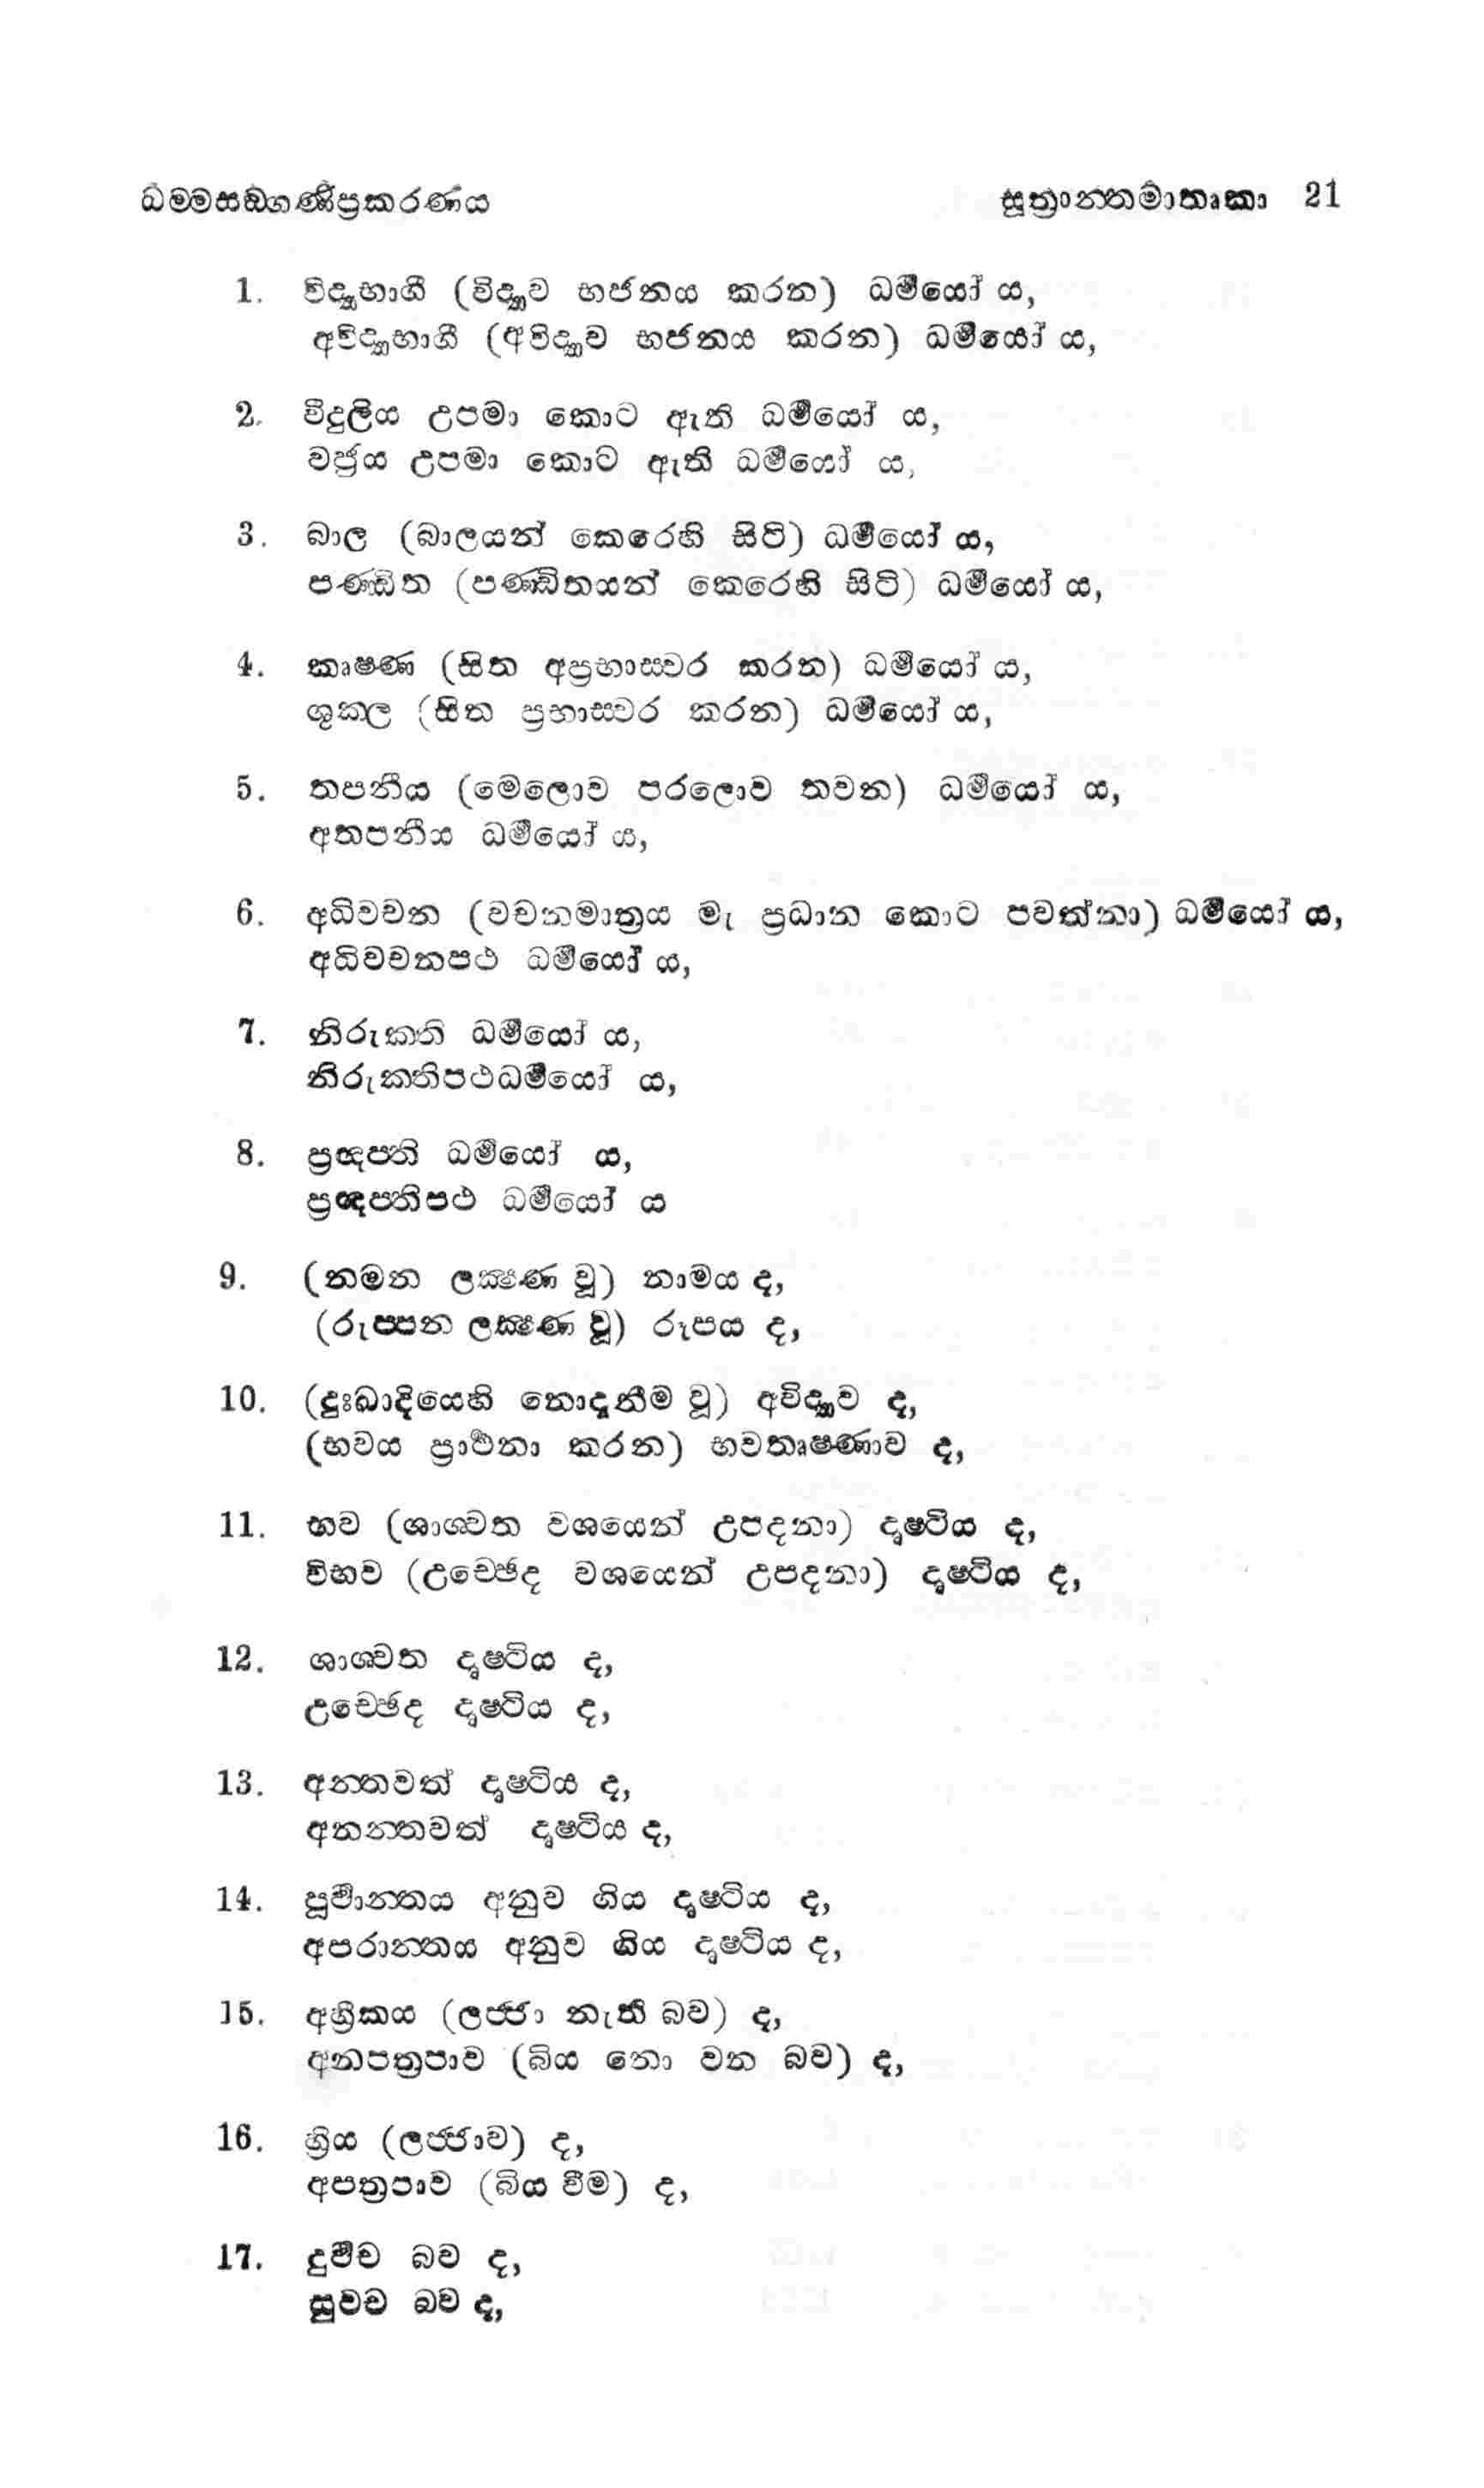 ධම්මසඞ්ගණීප්‍රකරණය සූත්‍රාන්තමාතෘකා 21
1. විද්‍යාභාගී (විද්‍යාව භජනය කරන) ධර්මයෝ ය,
අවිද්‍යාභාගී (අවිද්‍යාව භජනය කරන) ධර්මයෝ ය,
2. විදුලිය උපමා කොට ඇති ධර්මයෝ ය,
වජ්‍රය උපමා කොට ඇති ධර්මයෝ ය,
3. බාල (බාලයන් කෙරෙහි සිටි) ධර්මයෝ ය,
පණ්ඩිත (පණ්ඩිතයන් කෙරෙහි සිටි) ධර්මයෝ ය,
4. කෘෂ්ණ (සිත අප්‍රභාස්වර කරන) ධර්මයෝ ය,
ශුක්ල (සිත ප්‍රභාස්වර කරන) ධර්මයෝ ය,
5. තපනීය (මෙලොව පරලොව තවන) ධර්මයෝ ය,
අතපනීය ධර්මයෝ ය,
6. අධිවචන (වචනමාත්‍රය මැ ප්‍රධාන කොට පවත්නා) ධර්මයෝ ය,
අධිවචනපථ ධර්මයෝ ය,
7. නිරුක්ති ධර්මයෝ ය,
නිරුක්තිපථධර්මයෝ ය,
8. ප්‍රඥප්ති ධර්මයෝ ය,
ප්‍රඥප්තිපථ ධර්මයෝ ය
9. (නමන ලක්‍ෂණ වූ) නාමය ද,
(රුප්පන ලක්‍ෂණ වූ) රූපය ද,
10. (දුඃඛාදියෙහි නොදැනීම වූ) අවිද්‍යාව ද,
(භවය ප්‍රාර්ථනා කරන) භවතෘෂ්ණාව ද,
11. භව (ශාශ්වත වශයෙන් උපදනා) දෘෂ්ටිය ද,
විභව (උච්ඡේද වශයෙන් උපදනා) දෘෂ්ටිය ද,
12. ශාශ්වත දෘෂ්ටිය ද,
උච්ඡේද දෘෂ්ටිය ද,
13. අන්තවත් දෘෂ්ටිය ද,
අනන්තවත් දෘෂ්ටිය ද,
14. පූර්වාන්තය අනුව ගිය දෘෂ්ටිය ද,
අපරාන්තය අනුව ගිය දෘෂ්ටිය ද,
15. අහ්‍රීකය (ලජ්ජා නැති බව) ද,
අනපත්‍රපාව (බිය නො වන බව) ද,
16. හ්‍රිය (ලජ්ජාව) ද,
අපත්‍රපාව (බිය වීම) ද,
17. දුර්වච බව ද,
සුවච බව ද,